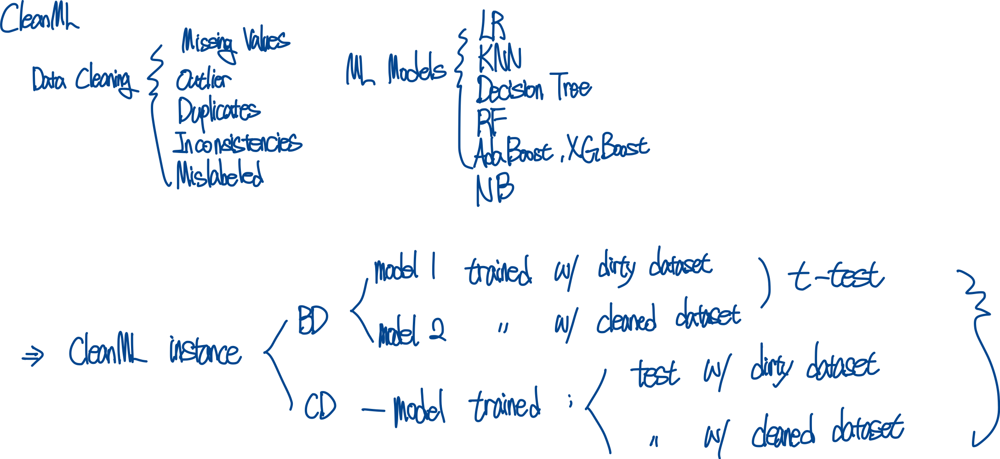 CleanML
Data Cleaning
Missing Values
Outlier
Duplicates
Inconsistencies
Mislabeled
ML Models
LR
KNN
Decision Tree
RF
AdaBoost, XGBoost
NB
⇒ CleanML instance
BD
model 1 trained w/ dirty dataset
model 2 " w/ cleaned dataset
t-test
CD - model trained :
test w/ dirty dataset
" w/ cleaned dataset